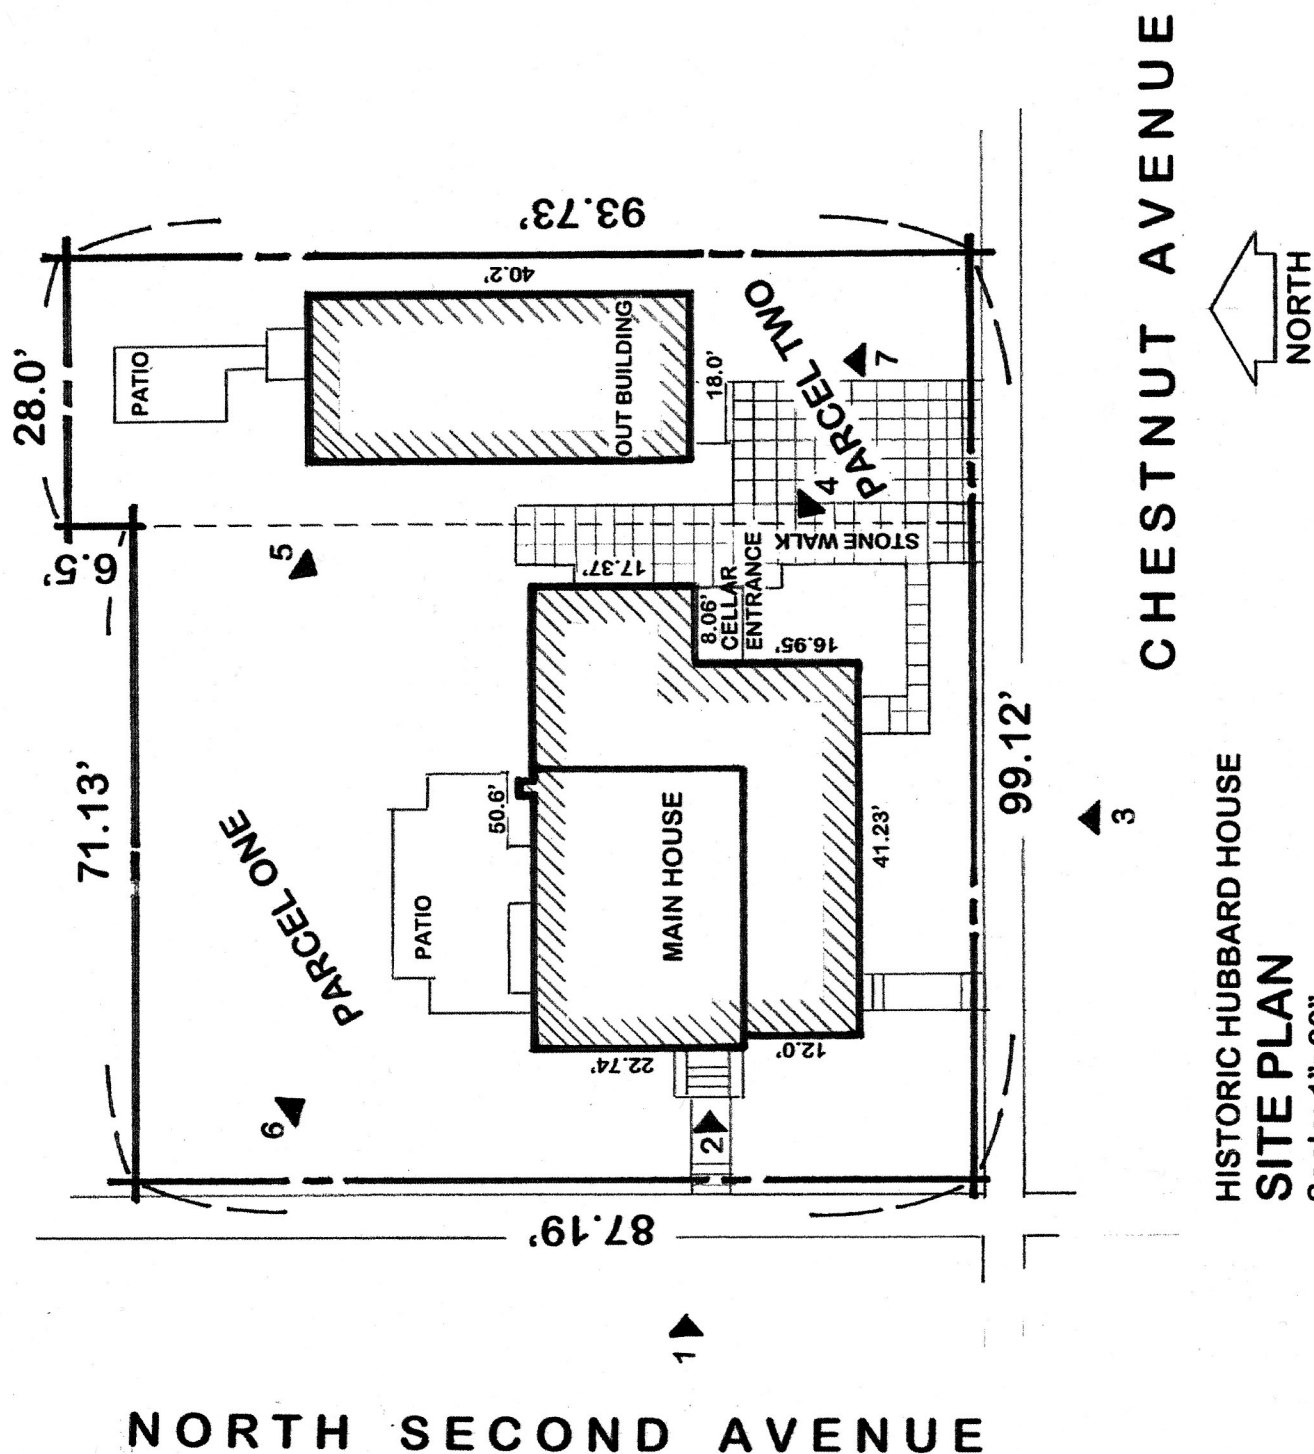 28.0'
93.73'
40.2'
PATIO
OUT BUILDING
18.0'
PARCEL TWO
7
4
STONE WALK
6.5'
5
17.37'
8.06'
CELLAR
ENTRANCE
16.95'
71.13'
PARCEL ONE
PATIO
50.6'
MAIN HOUSE
41.23'
99.12'
3
22.74'
12.0'
6
2
87.19'
1
NORTH SECOND AVENUE
CHESTNUT AVENUE
NORTH
HISTORIC HUBBARD HOUSE
SITE PLAN